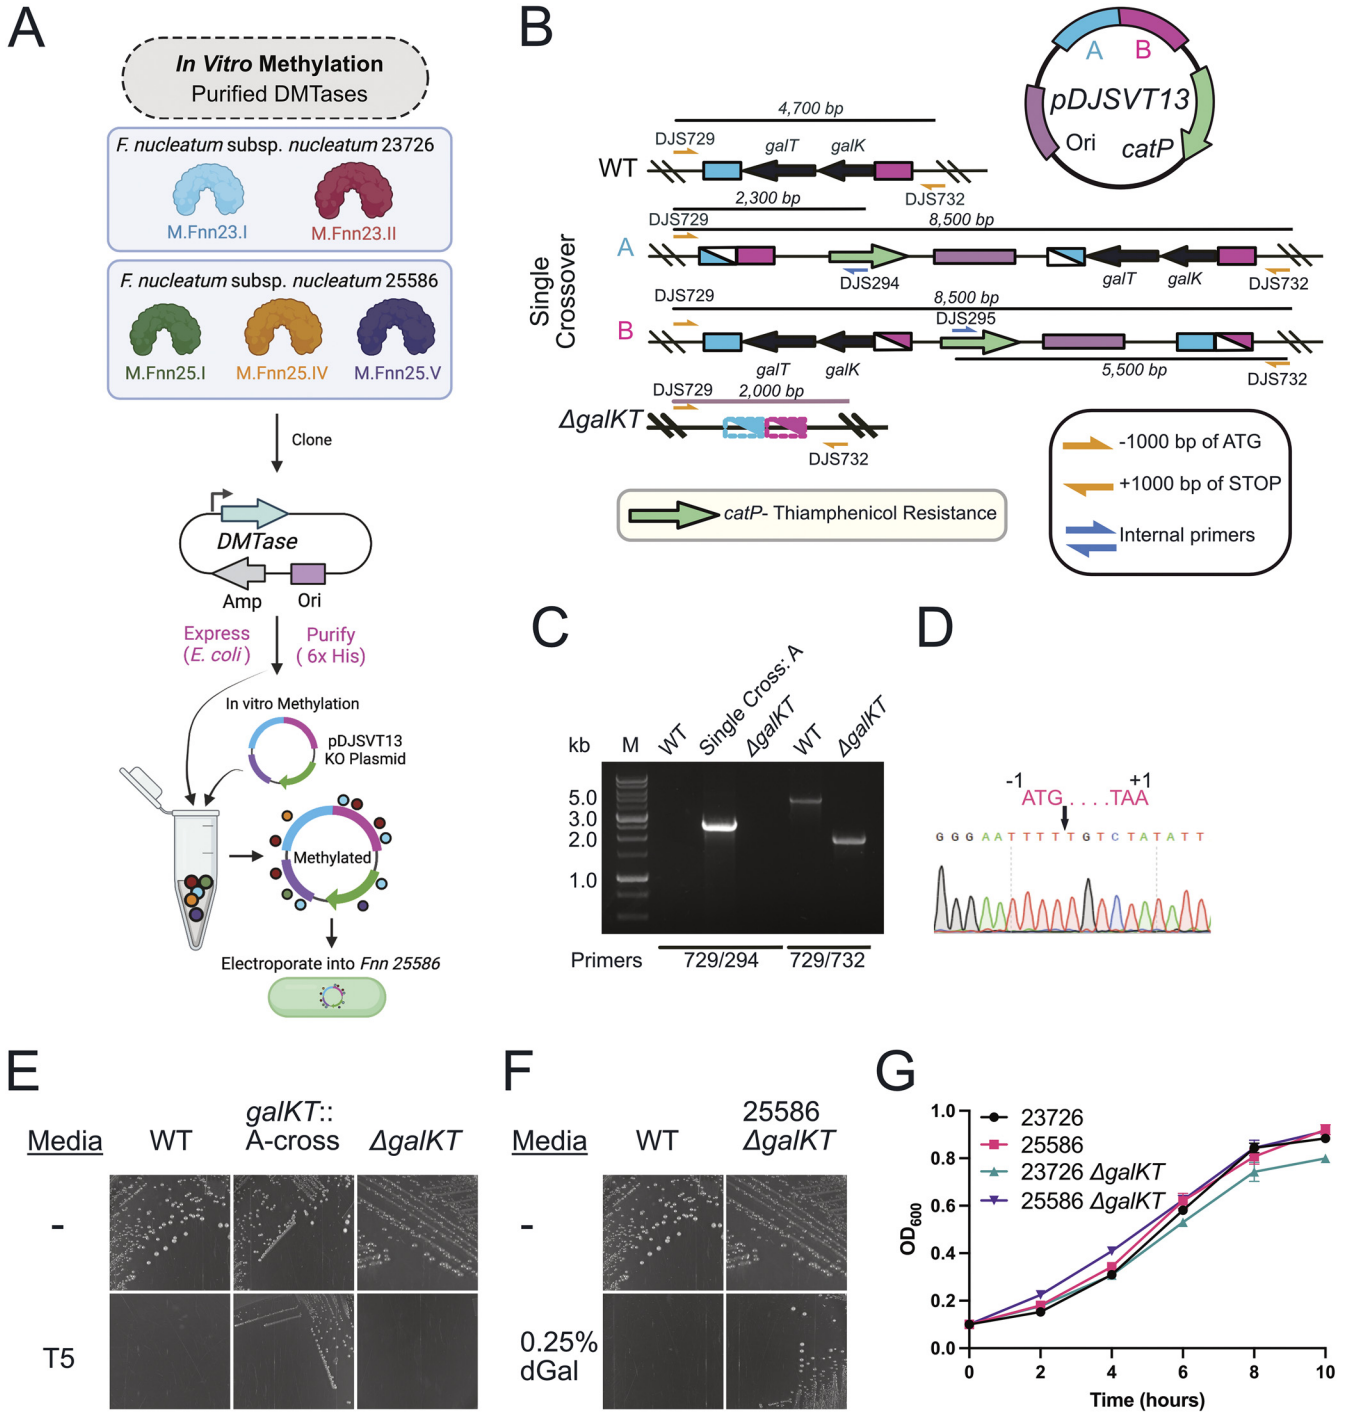 A
In Vitro Methylation
Purified DMTases
F. nucleatum subsp. nucleatum 23726
M.Fnn23.I
M.Fnn23.II
F. nucleatum subsp. nucleatum 25586
M.Fnn25.I
M.Fnn25.IV
M.Fnn25.V
Clone
DMTase
Amp
Ori
Express
(E. coli)
Purify
( 6x His)
In vitro Methylation
pDJSVT13
KO Plasmid
Methylated
Electroporate into Fnn 25586
B
A
B
pDJSVT13
Ori
catP
4,700 bp
DJS729
galT
galK
WT
DJS732
2,300 bp
Single
Crossover
DJS729
8,500 bp
A
DJS294
galT
galK
DJS732
DJS729
8,500 bp
DJS295
B
galT
galK
5,500 bp
DJS732
DJS729
2,000 bp
ΔgalKT
DJS732
catP- Thiamphenicol Resistance
-1000 bp of ATG
+1000 bp of STOP
Internal primers
C
kb
M
WT
Single Cross: A
ΔgalKT
WT
ΔgalKT
5.0
3.0
2.0
1.0
Primers
729/294
729/732
D
-1
+1
ATG . . . . TAA
G G G A A T T T T T G T C T A T A T T
E
Media
WT
galKT::
A-cross
ΔgalKT
-
T5
F
Media
WT
25586
ΔgalKT
-
0.25%
dGal
G
23726
25586
23726 ΔgalKT
25586 ΔgalKT
OD600
1.0
0.8
0.6
0.4
0.2
0.0
0 2 4 6 8 10
Time (hours)